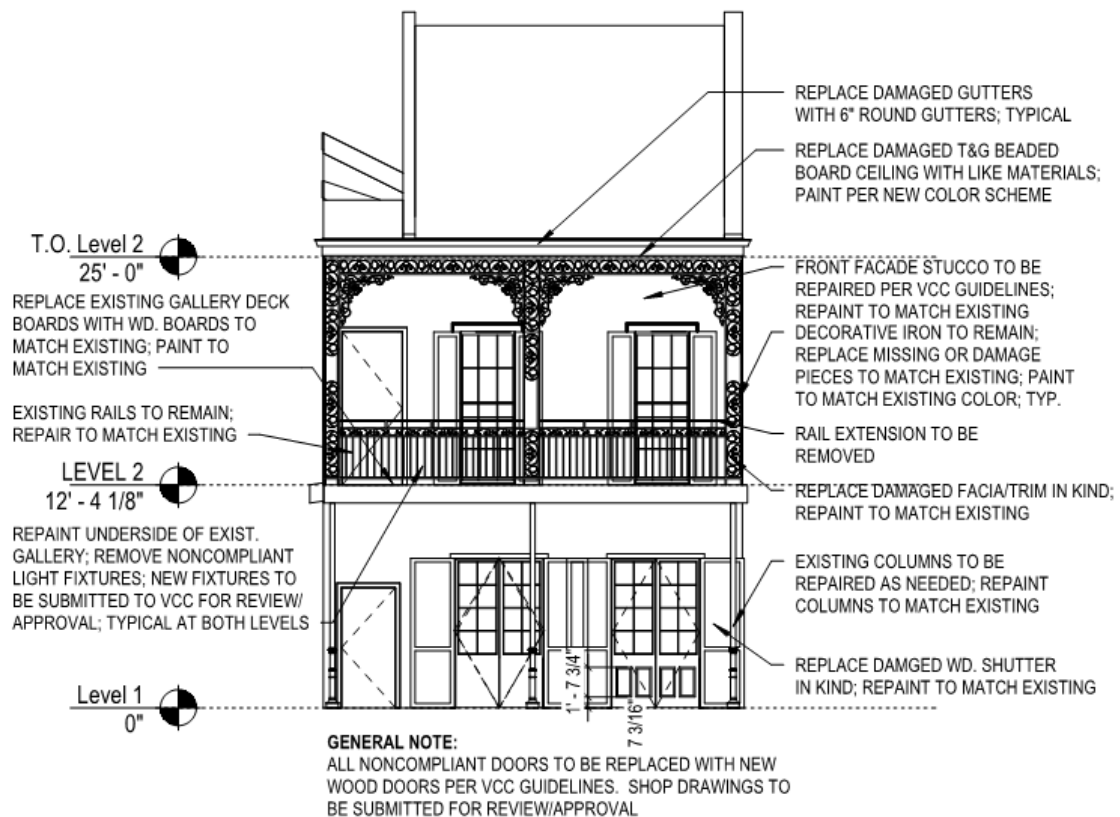 REPLACE DAMAGED GUTTERS
WITH 6" ROUND GUTTERS; TYPICAL
REPLACE DAMAGED T&G BEADED
BOARD CEILING WITH LIKE MATERIALS;
PAINT PER NEW COLOR SCHEME
T.O. Level 2
25' - 0"
REPLACE EXISTING GALLERY DECK
BOARDS WITH WD. BOARDS TO
MATCH EXISTING; PAINT TO
MATCH EXISTING
EXISTING RAILS TO REMAIN;
REPAIR TO MATCH EXISTING
LEVEL 2
12' - 4 1/8"
REPAINT UNDERSIDE OF EXIST.
GALLERY; REMOVE NONCOMPLIANT
LIGHT FIXTURES; NEW FIXTURES TO
BE SUBMITTED TO VCC FOR REVIEW/
APPROVAL; TYPICAL AT BOTH LEVELS
Level 1
0"
FRONT FACADE STUCCO TO BE
REPAIRED PER VCC GUIDELINES;
REPAINT TO MATCH EXISTING
DECORATIVE IRON TO REMAIN;
REPLACE MISSING OR DAMAGE
PIECES TO MATCH EXISTING; PAINT
TO MATCH EXISTING COLOR; TYP.
RAIL EXTENSION TO BE
REMOVED
REPLACE DAMAGED FACIA/TRIM IN KIND;
REPAINT TO MATCH EXISTING
EXISTING COLUMNS TO BE
REPAIRED AS NEEDED; REPAINT
COLUMNS TO MATCH EXISTING
REPLACE DAMGED WD. SHUTTER
IN KIND; REPAINT TO MATCH EXISTING
1' - 7 3/4"
7 3/16"
GENERAL NOTE:
ALL NONCOMPLIANT DOORS TO BE REPLACED WITH NEW
WOOD DOORS PER VCC GUIDELINES. SHOP DRAWINGS TO
BE SUBMITTED FOR REVIEW/APPROVAL